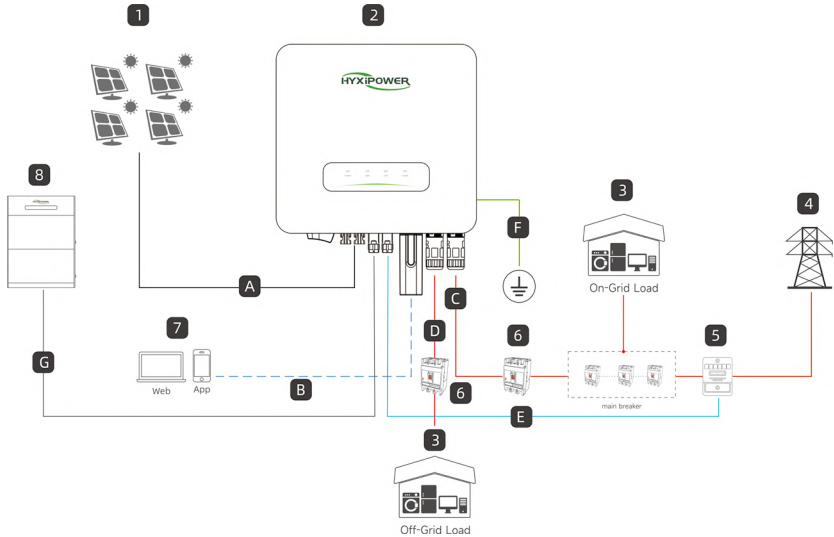 1
2
HYXiPOWER
8
3
4
F
On-Grid Load
A
C
7
D
6
5
G
Web
App
B
6
main breaker
E
3
Off-Grid Load